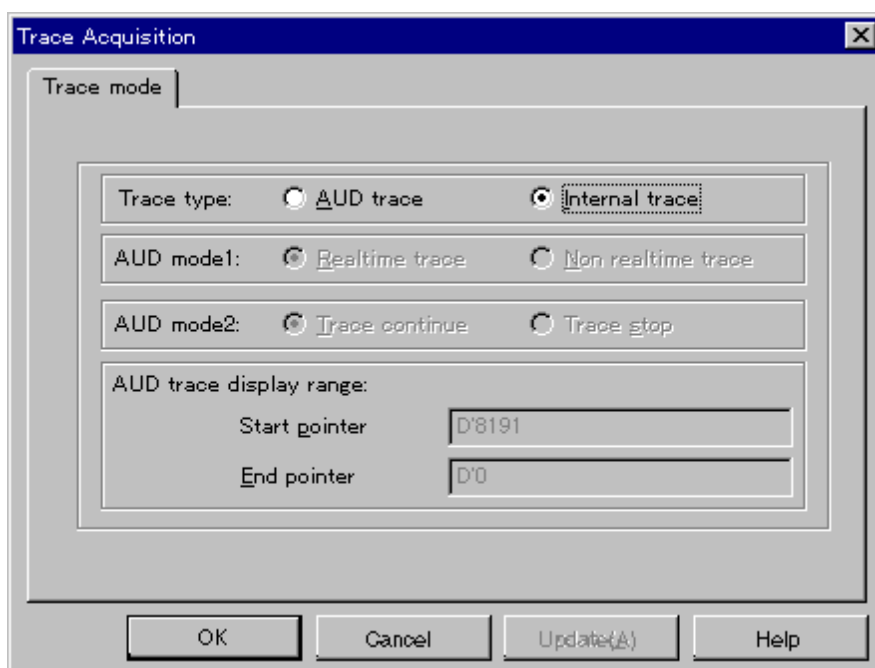 Trace Acquisition
Trace mode
Trace type: AUD trace Internal trace
AUD mode1: Realtime trace Non realtime trace
AUD mode2: Trace continue Trace stop
AUD trace display range:
Start pointer D'8191
End pointer D'0
OK Cancel Update(A) Help